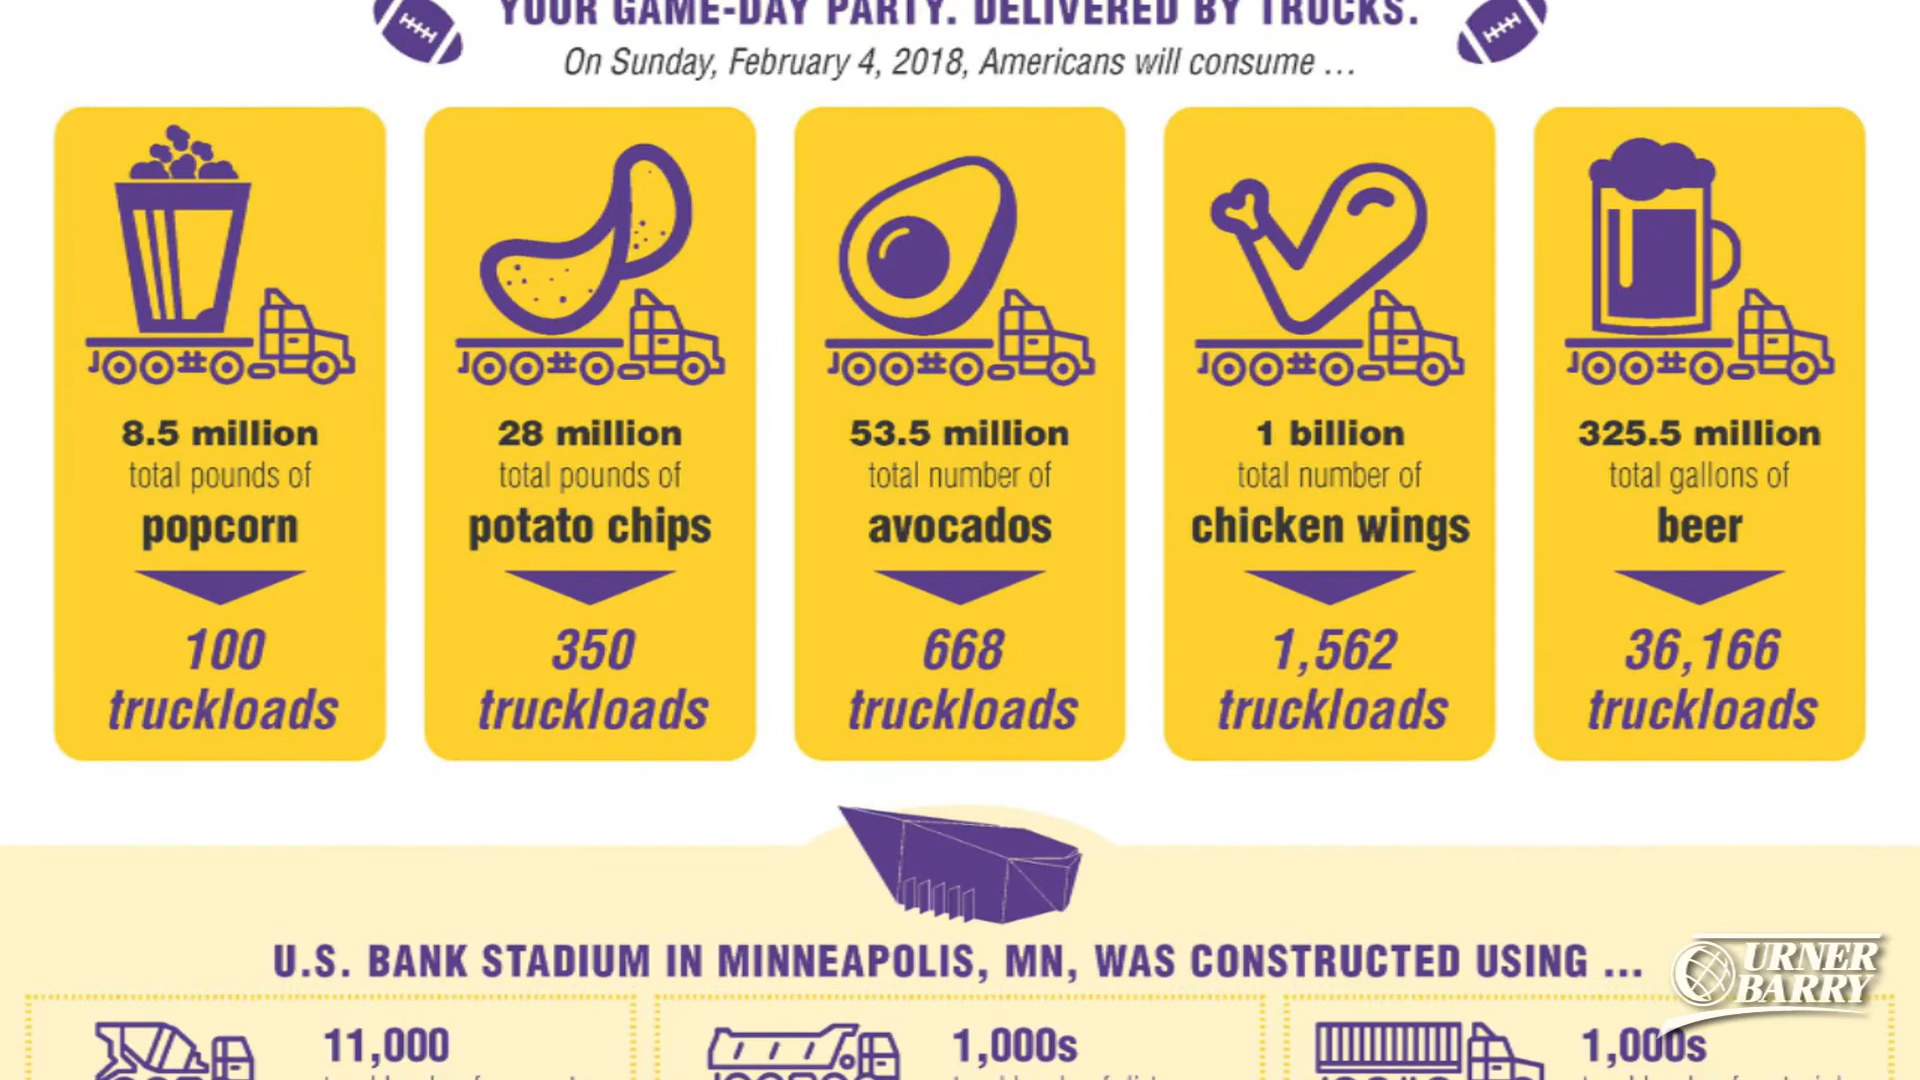 YOUR GAME-DAY PARTY. DELIVERED BY TRUCKS.
On Sunday, February 4, 2018, Americans will consume ...
8.5 million
total pounds of
popcorn
100
truckloads
28 million
total pounds of
potato chips
350
truckloads
53.5 million
total number of
avocados
668
truckloads
1 billion
total number of
chicken wings
1,562
truckloads
325.5 million
total gallons of
beer
36,166
truckloads
U.S. BANK STADIUM IN MINNEAPOLIS, MN, WAS CONSTRUCTED USING ...
URNER
BARRY
11,000
1,000s
1,000s